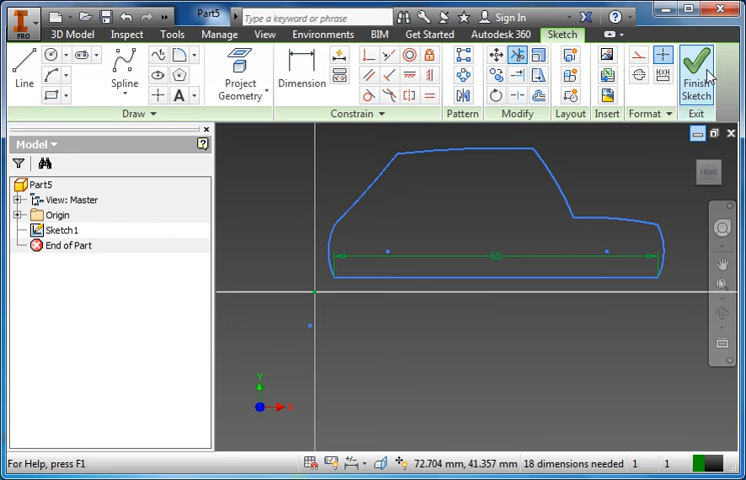 PRO
Part5
Type a keyword or phrase
Sign In
3D Model Inspect Tools Manage View Environments BIM Get Started Autodesk 360 Sketch
Line
Spline
Project
Geometry
Dimension
Finish
Sketch
Draw
Constrain
Pattern
Modify
Layout
Insert
Format
Exit
Model
Part5
View: Master
Origin
Sketch1
End of Part
FRONT
60
Y
X
For Help, press F1
72.704 mm, 41.357 mm
18 dimensions needed
1
1